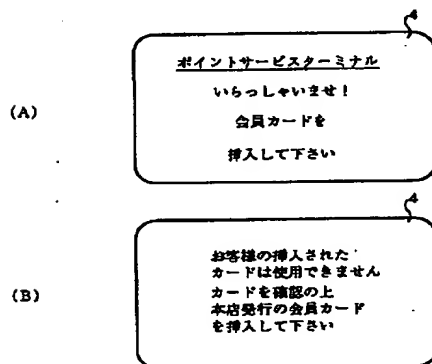 4
(A)
ポイントサービスターミナル
いらっしゃいませ!
会員カードを
挿入して下さい
4
(B)
お客様の挿入された
カードは使用できません
カードを確認の上
本店発行の会員カード
を挿入して下さい